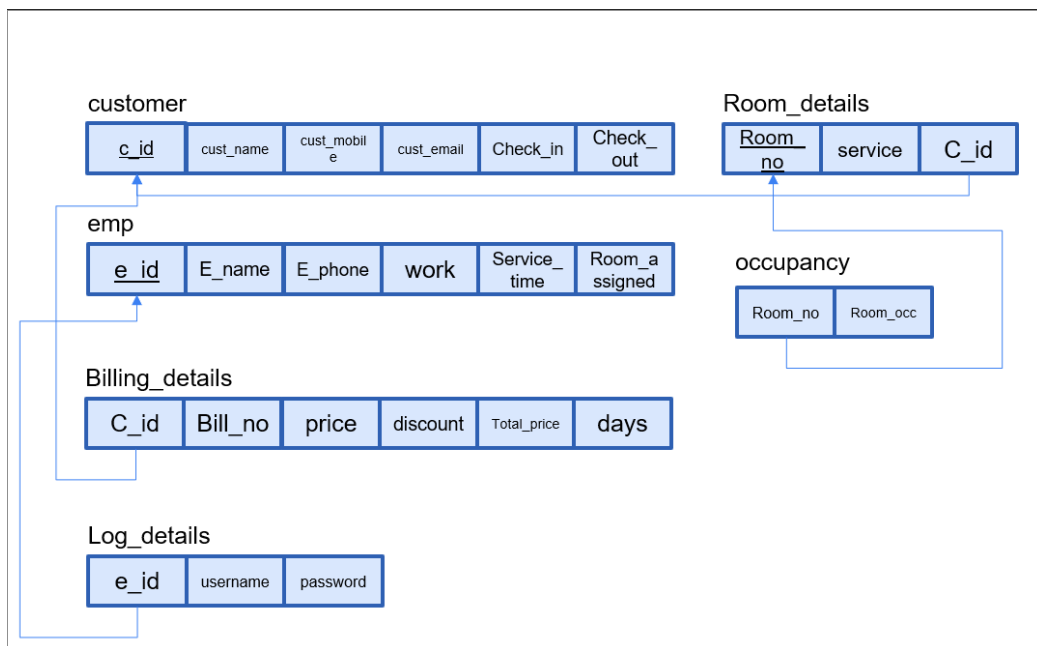 customer
c_id cust_name cust_mobil
e cust_email Check_in Check_
out
Room_details
Room_
no service C_id
emp
e_id E_name E_phone work Service_
time Room_a
ssigned
occupancy
Room_no Room_occ
Billing_details
C_id Bill_no price discount Total_price days
Log_details
e_id username password